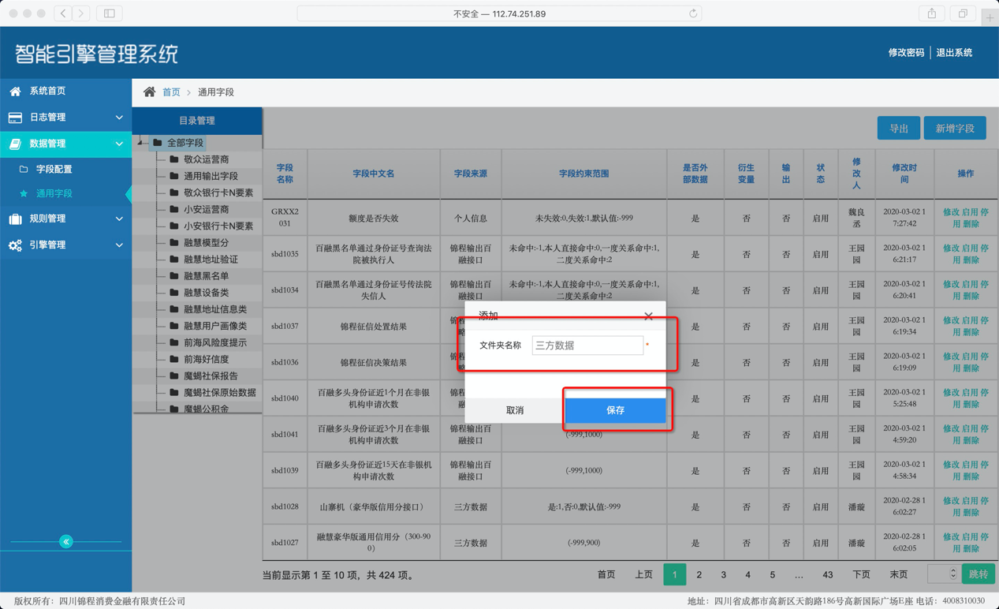 不安全 — 112.74.251.89
智能引擎管理系统
修改密码
退出系统
系统首页
日志管理
数据管理
字段配置
通用字段
规则管理
引擎管理
首页 > 通用字段
目录管理
全部字段
敬众运营商
通用输出字段
敬众银行卡N要素
小安运营商
小安银行卡N要素
融慧模型分
融慧地址验证
融慧黑名单
融慧设备类
融慧地址信息类
融慧用户画像类
前海风险度提示
前海好信度
魔蝎社保报告
魔蝎社保原始数据
魔蝎公积金
导出
新增字段
字段名称 字段中文名 字段来源 字段约束范围 是否外部数据 衍生变量 输出 状态 修改人 修改时间 操作
GRXX2031 额度是否失效 个人信息 未失效:0,失效:1,默认值:-999 是 否 否 启用 魏良丞 2020-03-02 17:27:42 修改 启用 停用 删除
sbd1035 百融黑名单通过身份证号查询法院被执行人 锦程输出百融接口 未命中:-1,本人直接命中:0,一度关系命中:1,二度关系命中:2 是 否 否 启用 王园园 2020-03-02 16:21:17 修改 启用 停用 删除
sbd1034 百融黑名单通过身份证号传法院失信人 锦程输出百融接口 未命中:-1,本人直接命中:0,一度关系命中:1,二度关系命中:2 是 否 否 启用 王园园 2020-03-02 16:20:41 修改 启用 停用 删除
sbd1037 锦程征信处置结果 锦程 是 否 否 启用 王园园 2020-03-02 16:19:34 修改 启用 停用 删除
sbd1036 锦程征信决策结果 锦程 是 否 否 启用 王园园 2020-03-02 16:19:09 修改 启用 停用 删除
sbd1040 百融多头身份证近1个月在非银机构申请次数 锦程 是 否 否 启用 王园园 2020-03-02 15:25:48 修改 启用 停用 删除
sbd1041 百融多头身份证近3个月在非银机构申请次数 锦程输出百融接口 (-999,1000) 是 否 否 启用 王园园 2020-03-02 14:59:20 修改 启用 停用 删除
sbd1039 百融多头身份证近15天在非银机构申请次数 锦程输出百融接口 (-999,1000) 是 否 否 启用 王园园 2020-03-02 14:58:34 修改 启用 停用 删除
sbd1028 山寨机（豪华版信用分接口） 三方数据 是:1,否:0,默认值:-999 是 否 否 启用 潘璇 2020-02-28 16:02:27 修改 启用 停用 删除
sbd1027 融慧豪华版通用信用分（300-900） 三方数据 (-999,900) 是 否 否 启用 潘璇 2020-02-28 16:02:05 修改 启用 停用 删除
添加
文件夹名称 三方数据 *
取消 保存
当前显示第 1 至 10 项，共 424 项。
首页 上页 1 2 3 4 5 … 43 下页 末页 跳转
版权所有：四川锦程消费金融有限责任公司
地址：四川省成都市高新区天韵路186号高新国际广场E座 电话：4008310030